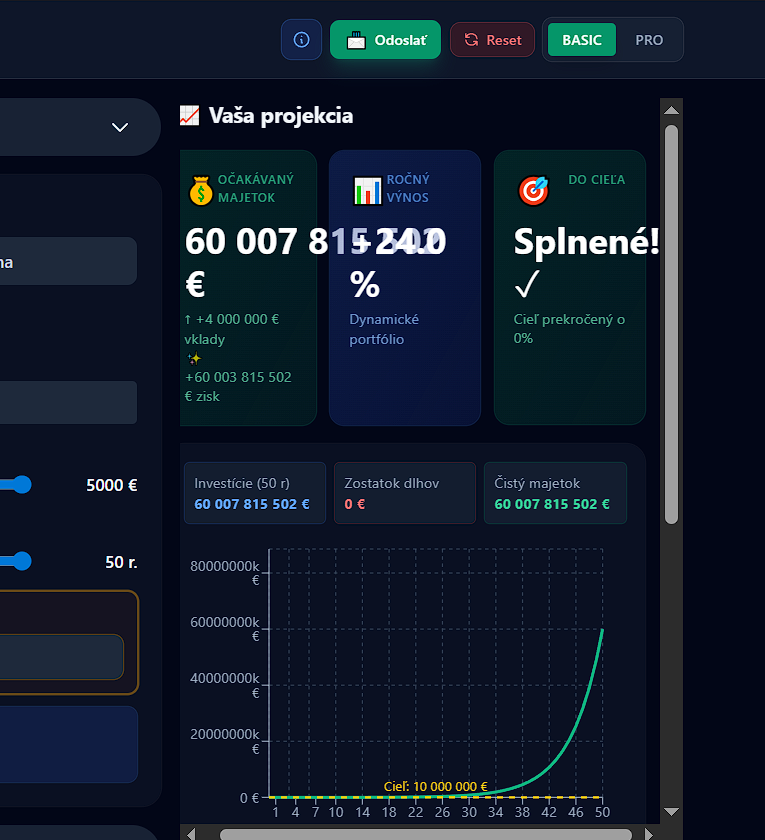 Odoslať
Reset
BASIC
PRO
Vaša projekcia
OČAKÁVANÝ
MAJETOK
60 007 815 502
€
↑ +4 000 000 €
vklady
+60 003 815 502
€ zisk
ROČNÝ
VÝNOS
+24.0
%
Dynamické
portfólio
DO CIEĽA
Splnené!
✓
Cieľ prekročený o
0%
na
5000 €
50 r.
Investície (50 r)
60 007 815 502 €
Zostatok dlhov
0 €
Čistý majetok
60 007 815 502 €
80000000k
€
60000000k
€
40000000k
€
20000000k
€
0 €
Cieľ: 10 000 000 €
1 4 7 10 14 18 22 26 30 34 38 42 46 50